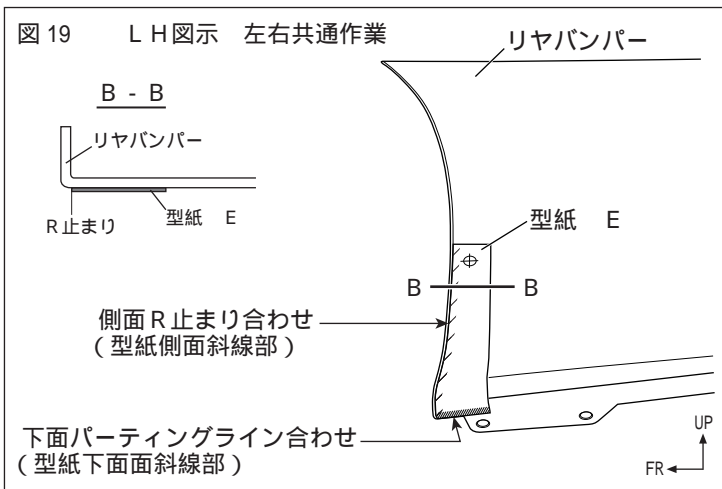 図 19 ＬＨ図示 左右共通作業
リヤバンパー
B - B
リヤバンパー
R 止まり
型紙 E
型紙 E
B
B
側面 R 止まり合わせ
( 型紙側面斜線部 )
下面パーティングライン合わせ
( 型紙下面面斜線部 )
UP
FR